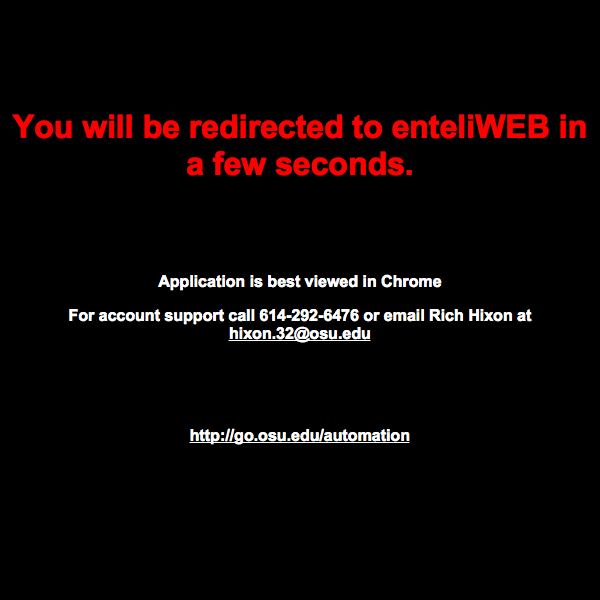 You will be redirected to enteliWEB in
a few seconds.
Application is best viewed in Chrome
For account support call 614-292-6476 or email Rich Hixon at
hixon.32@osu.edu
http://go.osu.edu/automation